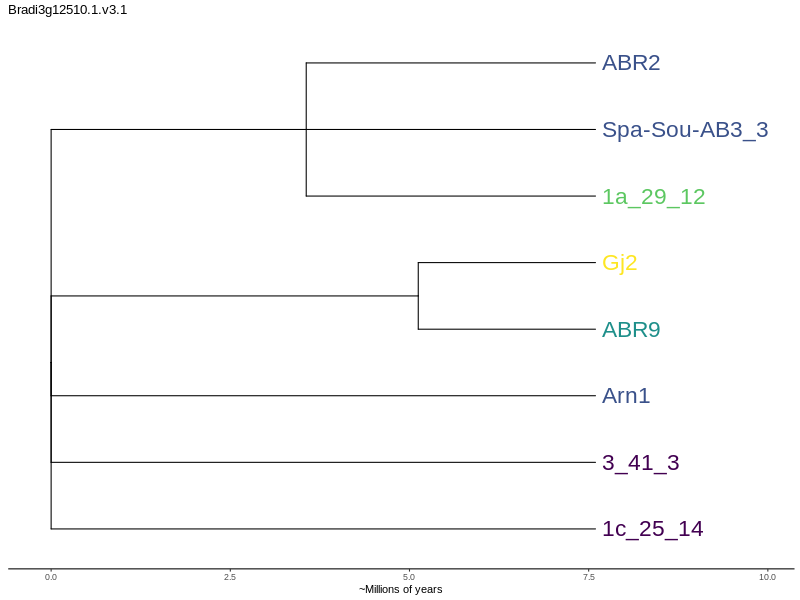 Bradi3g12510.1.v3.1
ABR2
Spa-Sou-AB3_3
1a_29_12
Gj2
ABR9
Arn1
3_41_3
1c_25_14
0.0 2.5 5.0 7.5 10.0
~Millions of years